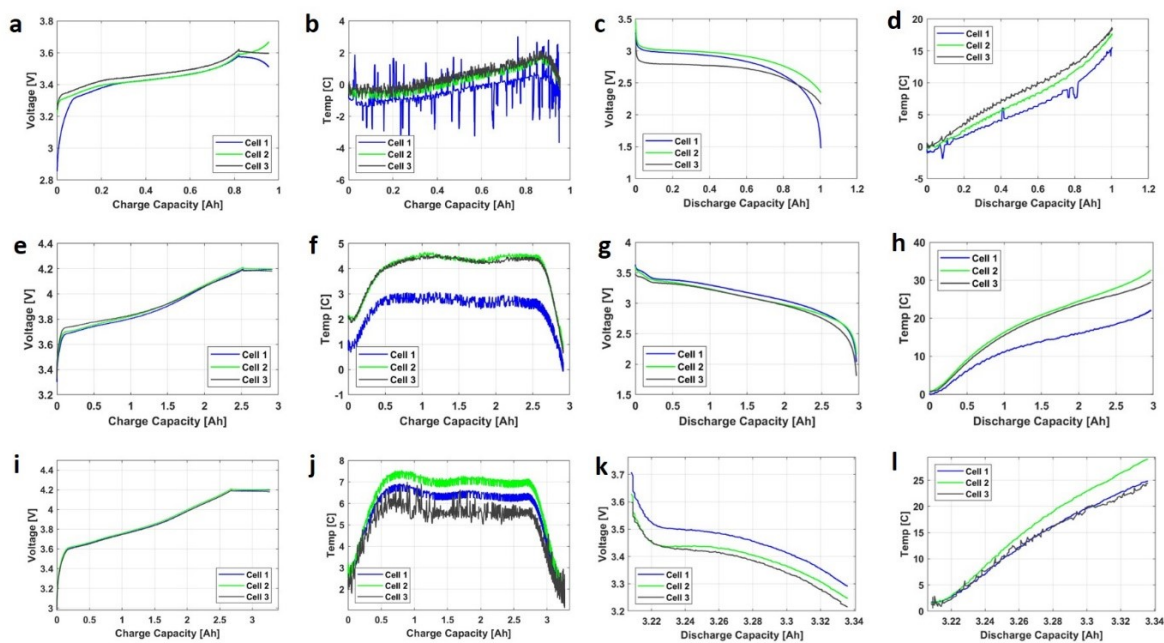 a
3.8
3.6
3.4
3.2
3
2.8
Voltage [V]
0 0.2 0.4 0.6 0.8 1
Charge Capacity [Ah]
Cell 1
Cell 2
Cell 3
b
6
4
2
0
-2
-4
-6
Temp [C]
0 0.2 0.4 0.6 0.8 1
Charge Capacity [Ah]
Cell 1
Cell 2
Cell 3
c
3.5
3
2.5
2
1.5
1
Voltage [V]
0 0.2 0.4 0.6 0.8 1 1.2
Discharge Capacity [Ah]
Cell 1
Cell 2
Cell 3
d
20
15
10
5
0
-5
Temp [C]
0 0.2 0.4 0.6 0.8 1 1.2
Discharge Capacity [Ah]
Cell 1
Cell 2
Cell 3
e
4.4
4.2
4
3.8
3.6
3.4
3.2
Voltage [V]
0 0.5 1 1.5 2 2.5 3
Charge Capacity [Ah]
Cell 1
Cell 2
Cell 3
f
5
4
3
2
1
0
-1
Temp [C]
0 0.5 1 1.5 2 2.5 3
Charge Capacity [Ah]
Cell 1
Cell 2
Cell 3
g
4
3.5
3
2.5
2
1.5
Voltage [V]
0 0.5 1 1.5 2 2.5 3
Discharge Capacity [Ah]
Cell 1
Cell 2
Cell 3
h
40
30
20
10
0
-10
Temp [C]
0 0.5 1 1.5 2 2.5 3
Discharge Capacity [Ah]
Cell 1
Cell 2
Cell 3
i
4.4
4.2
4
3.8
3.6
3.4
3.2
3
Voltage [V]
0 0.5 1 1.5 2 2.5 3
Charge Capacity [Ah]
Cell 1
Cell 2
Cell 3
j
8
7
6
5
4
3
2
Temp [C]
0 0.5 1 1.5 2 2.5 3
Charge Capacity [Ah]
Cell 1
Cell 2
Cell 3
k
3.7
3.6
3.5
3.4
3.3
3.2
Voltage [V]
3.22 3.24 3.26 3.28 3.3 3.32 3.34
Discharge Capacity [Ah]
Cell 1
Cell 2
Cell 3
l
25
20
15
10
5
0
Temp [C]
3.22 3.24 3.26 3.28 3.3 3.32 3.34
Discharge Capacity [Ah]
Cell 1
Cell 2
Cell 3